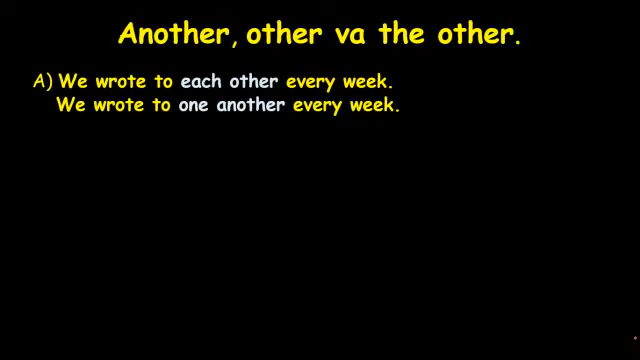 Another, other va the other.
A) We wrote to each other every week.
We wrote to one another every week.